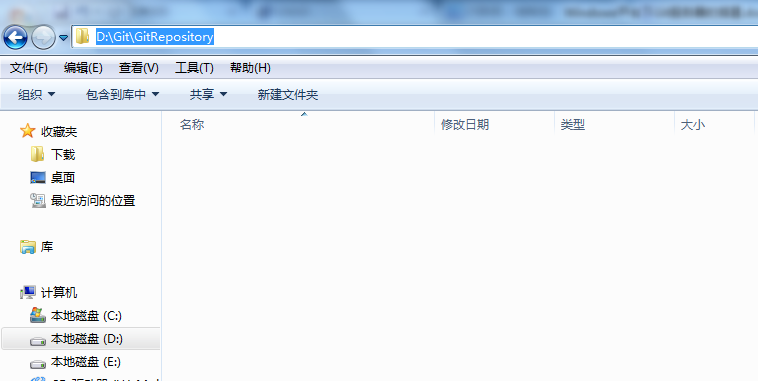 D:\Git\GitRepository
文件(F) 编辑(E) 查看(V) 工具(T) 帮助(H)
组织 包含到库中 共享 新建文件夹
名称 修改日期 类型 大小
收藏夹
下载
桌面
最近访问的位置
库
计算机
本地磁盘 (C:)
本地磁盘 (D:)
本地磁盘 (E:)